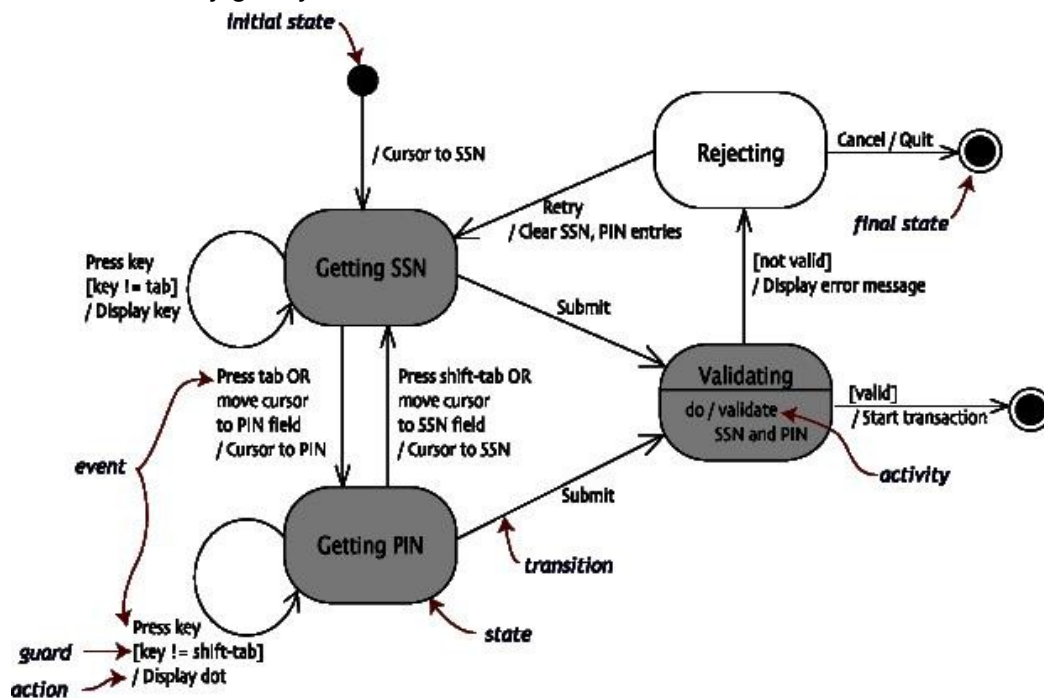 initial state
/ Cursor to SSN
Rejecting
Cancel / Quit
final state
Retry
/ Clear SSN, PIN entries
Getting SSN
Press key
[key != tab]
/ Display key
[not valid]
/ Display error message
Submit
Press tab OR
move cursor
to PIN field
/ Cursor to PIN
Press shift-tab OR
move cursor
to SSN field
/ Cursor to SSN
Validating
do / validate
SSN and PIN
[valid]
/ Start transaction
event
activity
Submit
Getting PIN
transition
state
Press key
guard
[key != shift-tab]
action
/ Display dot